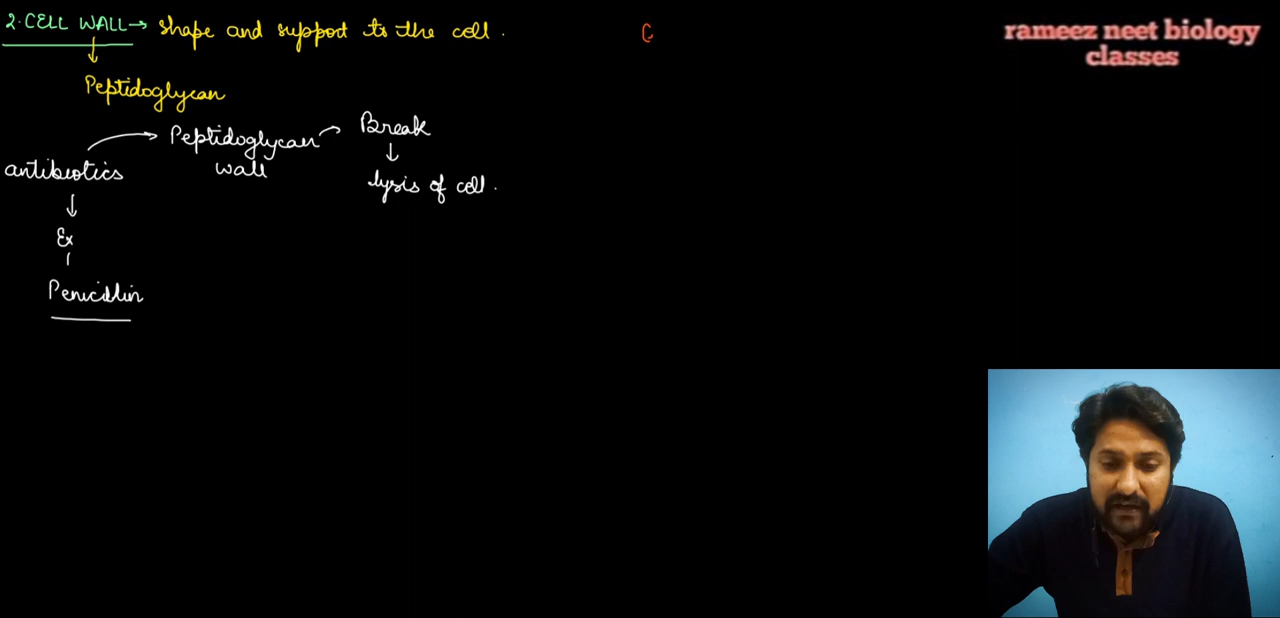 2. CELL WALL → shape and support to the cell.
Peptidoglycan
antibiotics → Peptidoglycan wall → Break
↓
lysis of cell.
↓
Ex
Penicillin
C
rameez neet biology
classes